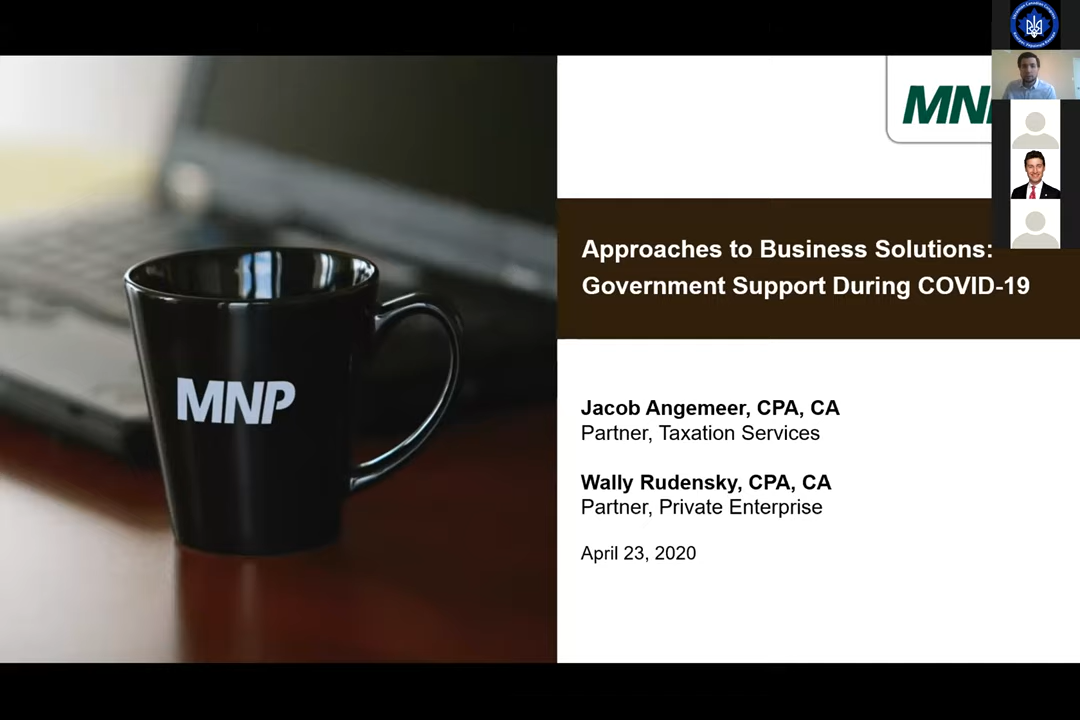 MNP
Approaches to Business Solutions:
Government Support During COVID-19
MNP
Jacob Angemeer, CPA, CA
Partner, Taxation Services
Wally Rudensky, CPA, CA
Partner, Private Enterprise
April 23, 2020